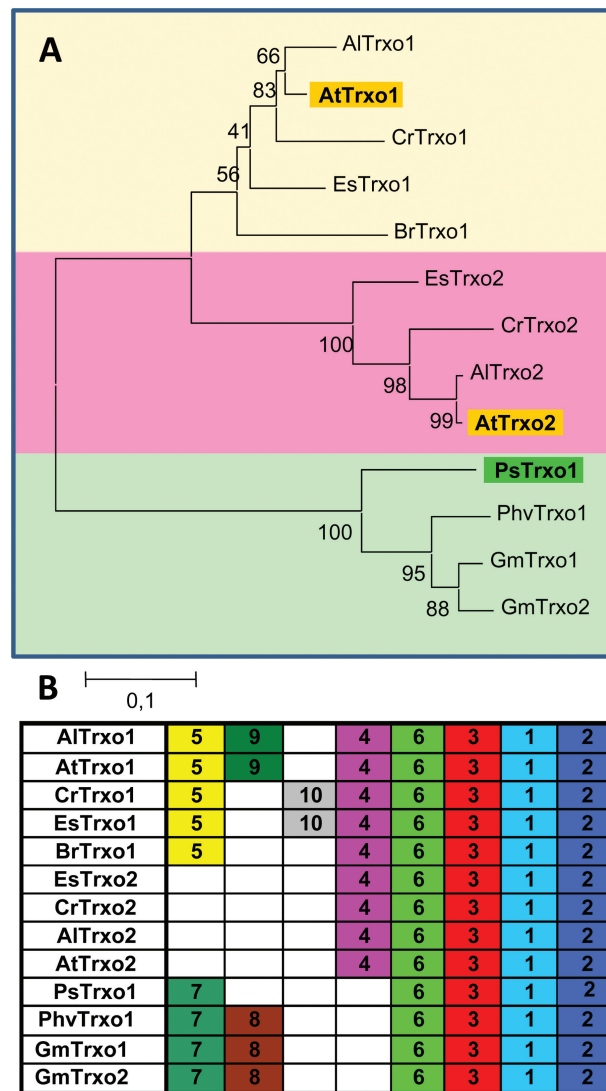 A
AlTrxo1
66
AtTrxo1
83
CrTrxo1
41
EsTrxo1
56
BrTrxo1
EsTrxo2
CrTrxo2
100
AlTrxo2
98
99 AtTrxo2
PsTrxo1
PhvTrxo1
100
GmTrxo1
95
88 GmTrxo2
B
0,1
AlTrxo1 5 9 4 6 3 1 2
AtTrxo1 5 9 4 6 3 1 2
CrTrxo1 5 10 4 6 3 1 2
EsTrxo1 5 10 4 6 3 1 2
BrTrxo1 5 4 6 3 1 2
EsTrxo2 4 6 3 1 2
CrTrxo2 4 6 3 1 2
AlTrxo2 4 6 3 1 2
AtTrxo2 4 6 3 1 2
PsTrxo1 7 6 3 1 2
PhvTrxo1 7 8 6 3 1 2
GmTrxo1 7 8 6 3 1 2
GmTrxo2 7 8 6 3 1 2